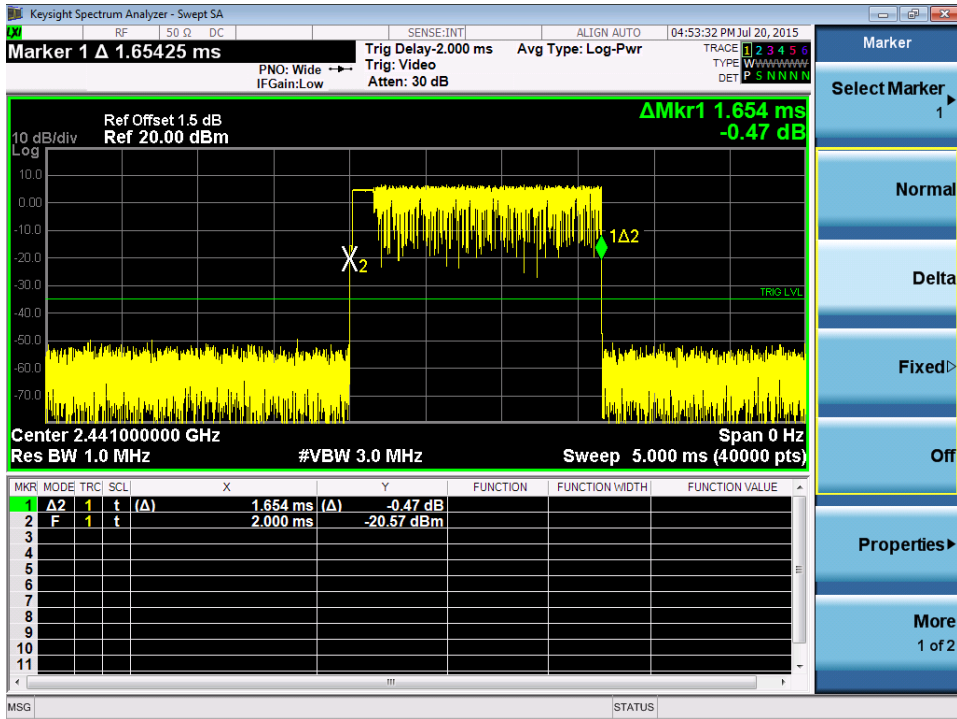 Keysight Spectrum Analyzer - Swept SA
LXI RF 50 Ω DC SENSE:INT ALIGN AUTO 04:53:32 PM Jul 20, 2015
Marker 1 Δ 1.65425 ms
PNO: Wide
IFGain:Low
Trig Delay-2.000 ms
Trig: Video
Atten: 30 dB
Avg Type: Log-Pwr
TRACE 1 2 3 4 5 6
TYPE WWWWWW
DET P S N N N N
ΔMkr1 1.654 ms
-0.47 dB
Ref Offset 1.5 dB
10 dB/div Ref 20.00 dBm
Log
10.0
0.00
-10.0
-20.0
-30.0
-40.0
-50.0
-60.0
-70.0
X2
1Δ2
TRIG LVL
Center 2.441000000 GHz Span 0 Hz
Res BW 1.0 MHz #VBW 3.0 MHz Sweep 5.000 ms (40000 pts)
MKR MODE TRC SCL X Y FUNCTION FUNCTION WIDTH FUNCTION VALUE
1 Δ2 1 t (Δ) 1.654 ms (Δ) -0.47 dB
2 F 1 t 2.000 ms -20.57 dBm
3
4
5
6
7
8
9
10
11
MSG STATUS
Marker
Select Marker
1
Normal
Delta
Fixed
Off
Properties
More
1 of 2